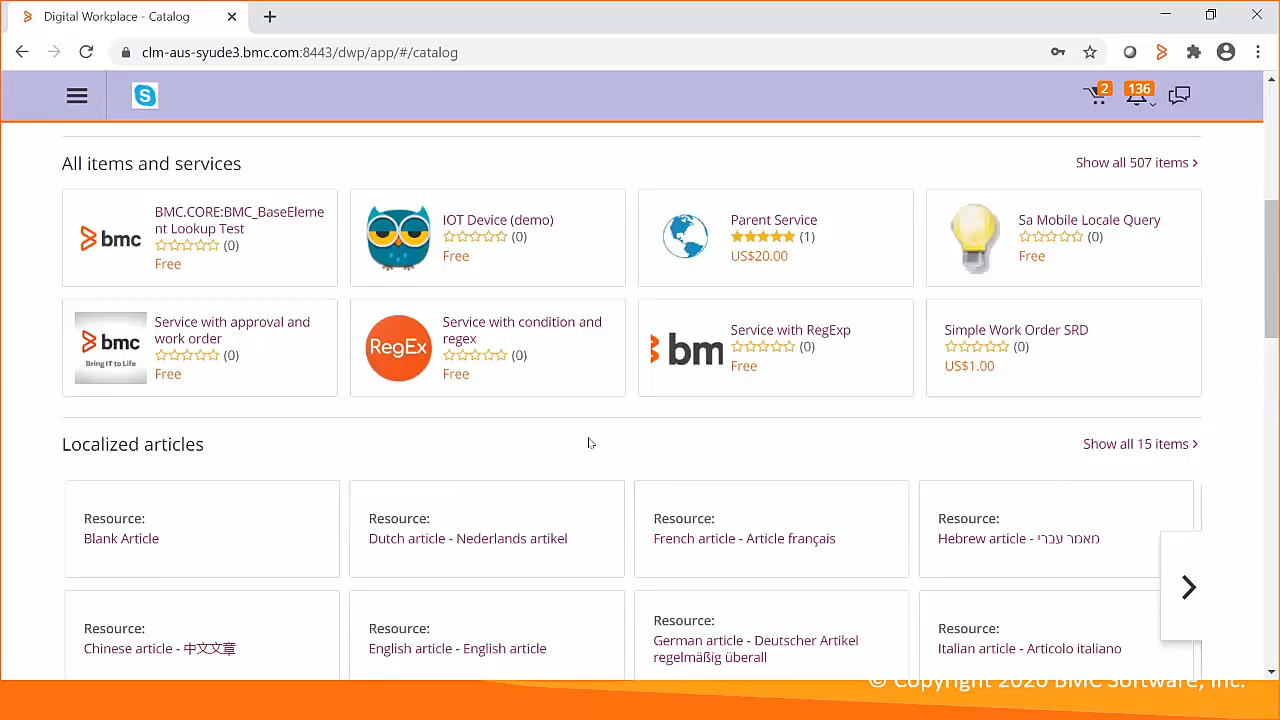 Digital Workplace - Catalog
clm-aus-syude3.bmc.com:8443/dwp/app/#/catalog
2
136
All items and services
Show all 507 items
bmc
BMC.CORE:BMC_BaseEleme
nt Lookup Test
(0)
Free
IOT Device (demo)
(0)
Free
Parent Service
(1)
US$20.00
Sa Mobile Locale Query
(0)
Free
bmc
Bring IT to Life
Service with approval and
work order
(0)
Free
RegEx
Service with condition and
regex
(0)
Free
bm
Service with RegExp
(0)
Free
Simple Work Order SRD
(0)
US$1.00
Localized articles
Show all 15 items
Resource:
Blank Article
Resource:
Dutch article - Nederlands artikel
Resource:
French article - Article français
Resource:
Hebrew article - מאמר עברי
Resource:
Chinese article - 中文文章
Resource:
English article - English article
Resource:
German article - Deutscher Artikel
regelmäßig überall
Resource:
Italian article - Articolo italiano
© Copyright 2020 BMC Software, Inc.